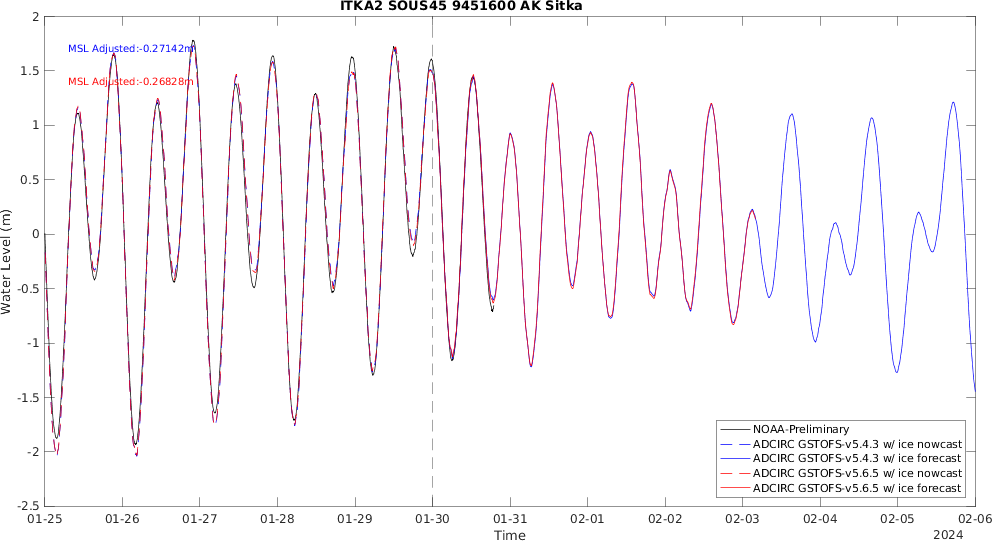 ITKA2 SOUS45 9451600 AK Sitka
MSL Adjusted:-0.27142m
MSL Adjusted:-0.26828m
Water Level (m)
2
1.5
1
0.5
0
-0.5
-1
-1.5
-2
-2.5
NOAA-Preliminary
ADCIRC GSTOFS-v5.4.3 w/ ice nowcast
ADCIRC GSTOFS-v5.4.3 w/ ice forecast
ADCIRC GSTOFS-v5.6.5 w/ ice nowcast
ADCIRC GSTOFS-v5.6.5 w/ ice forecast
01-25 01-26 01-27 01-28 01-29 01-30 01-31 02-01 02-02 02-03 02-04 02-05 02-06
Time
2024